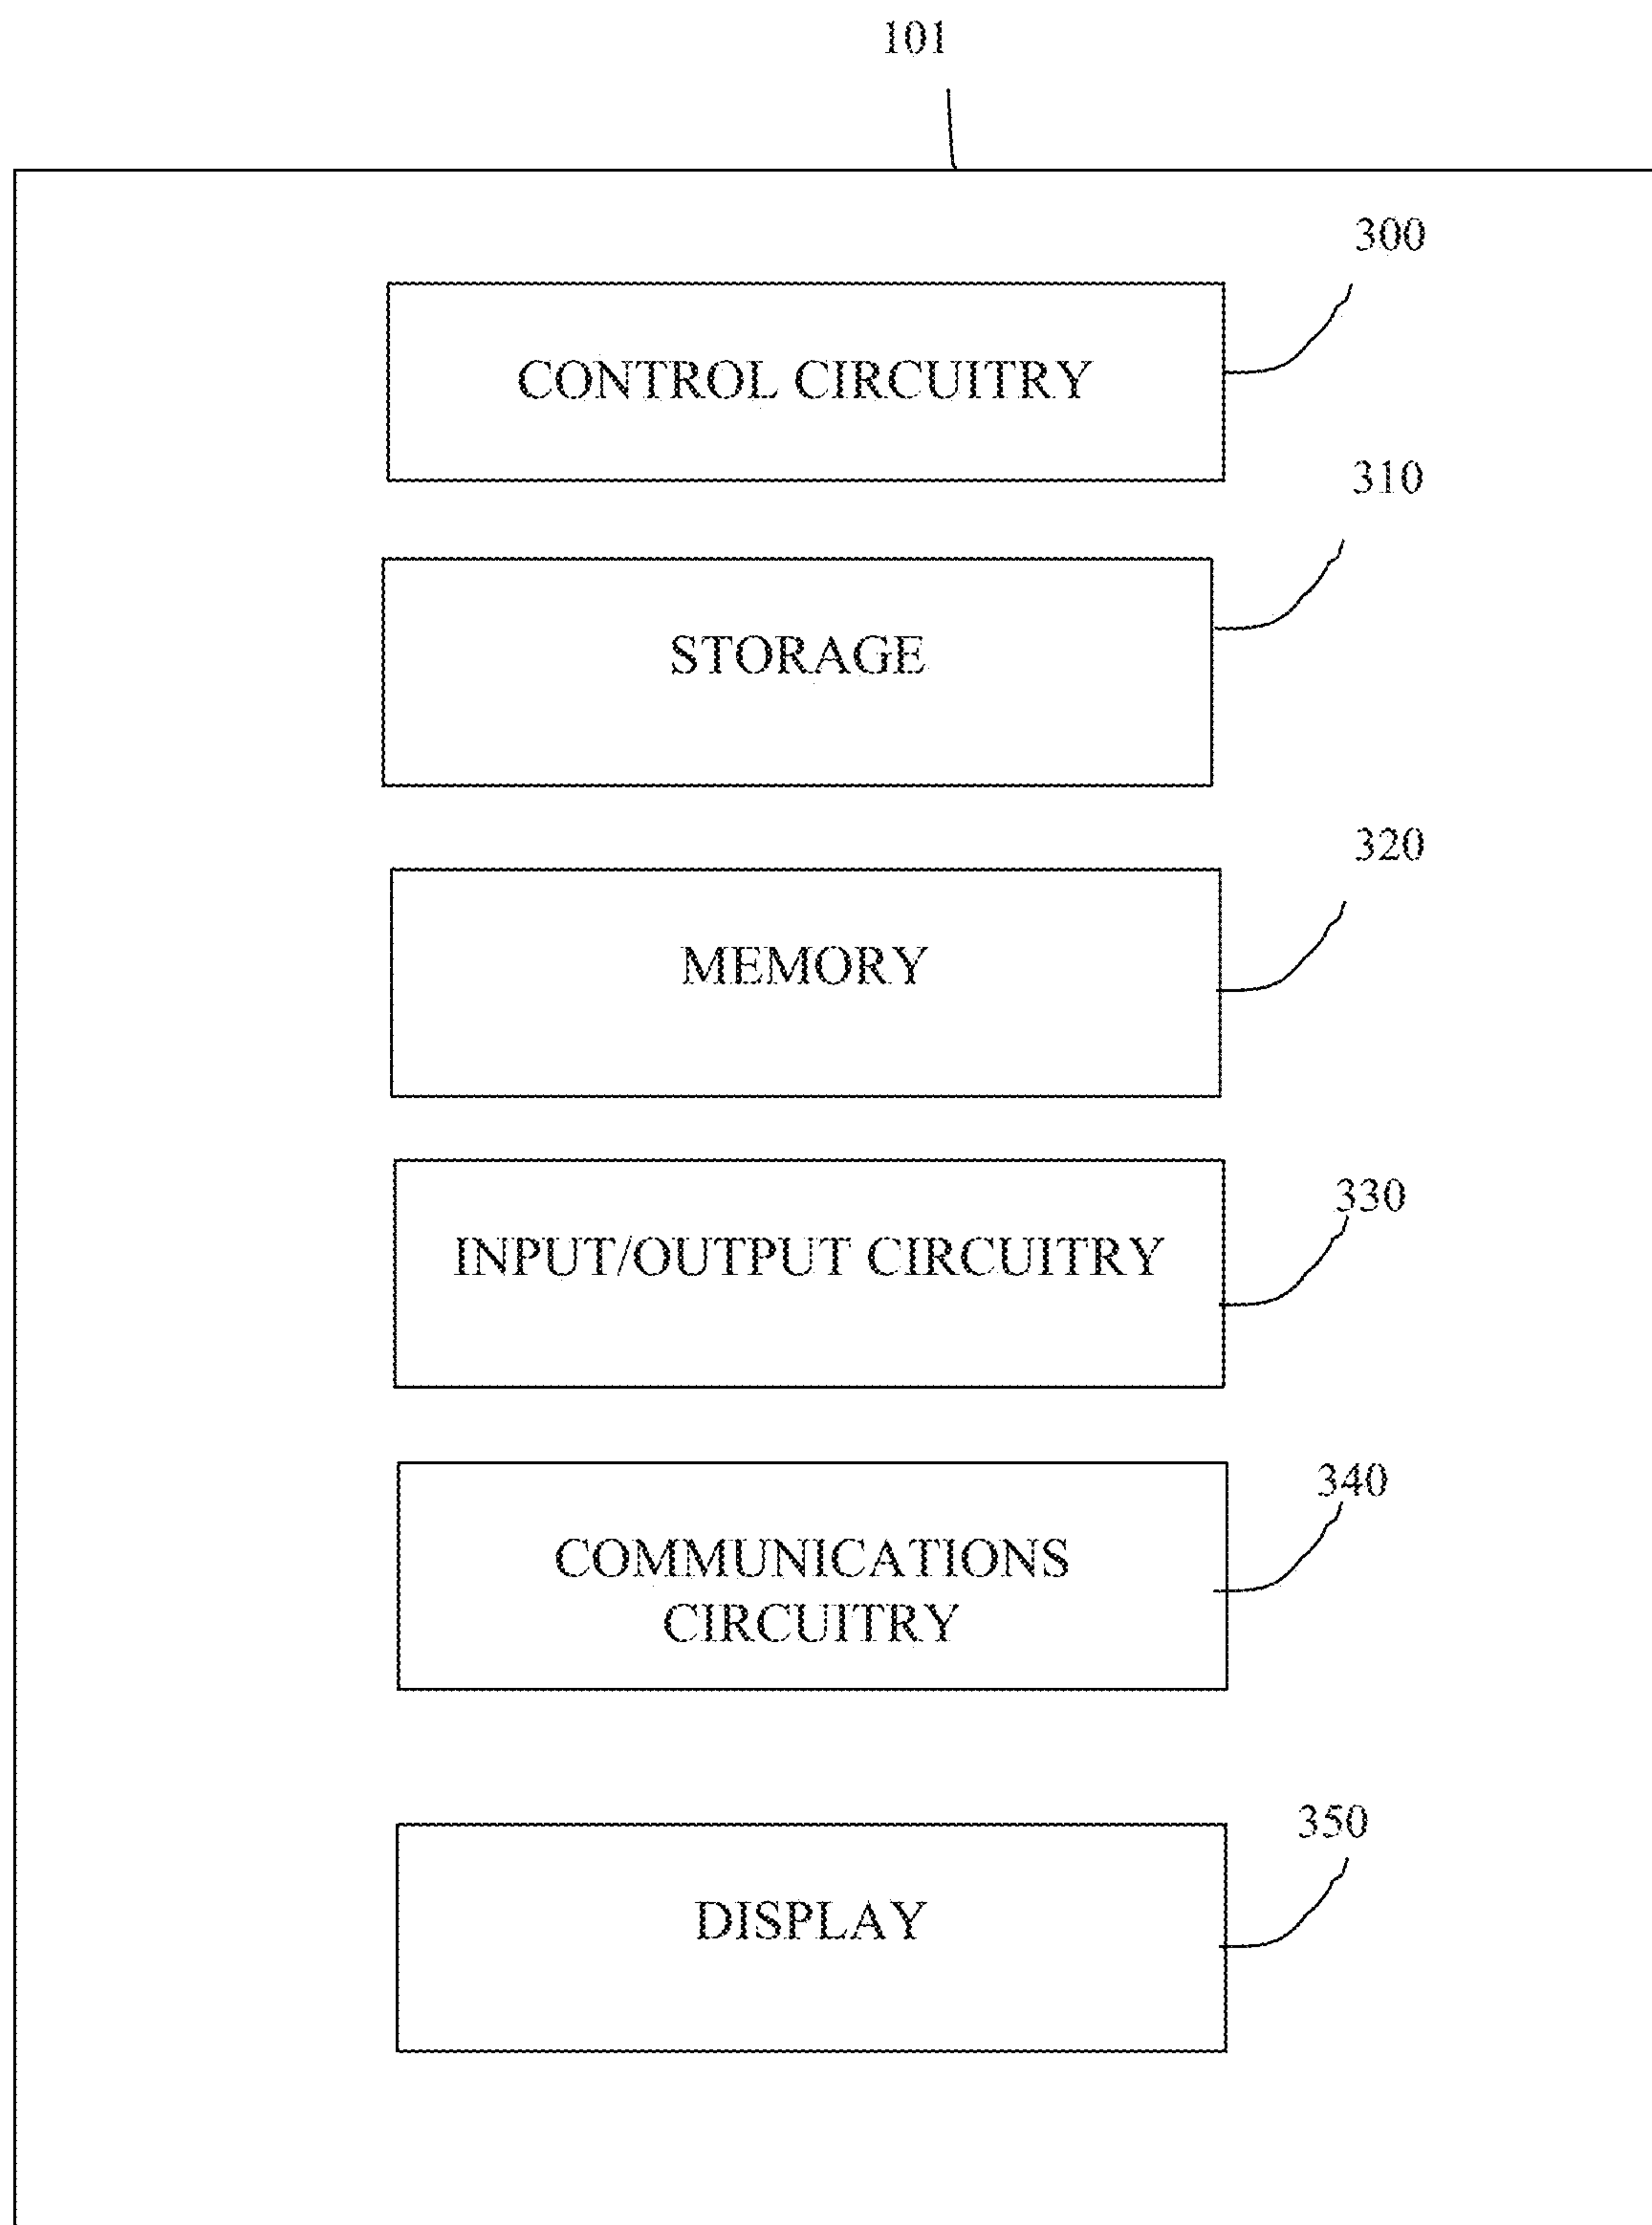 101
300
CONTROL CIRCUITRY
310
STORAGE
320
MEMORY
330
INPUT/OUTPUT CIRCUITRY
340
COMMUNICATIONS
CIRCUITRY
350
DISPLAY